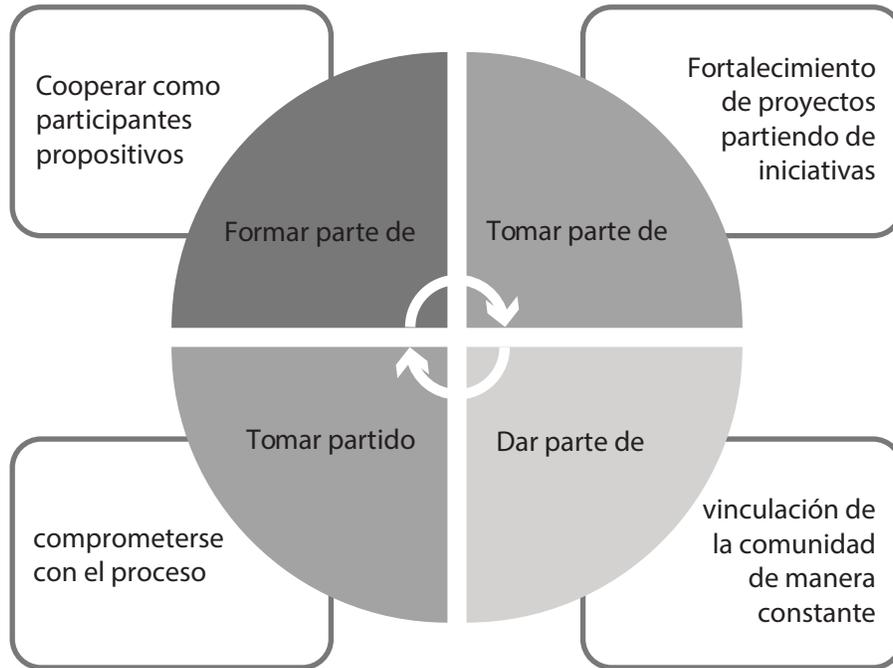 Cooperar como
participantes
propositivos
Fortalecimiento
de proyectos
partiendo de
iniciativas
Formar parte de
Tomar parte de
Tomar partido
Dar parte de
comprometerse
con el proceso
vinculación de
la comunidad
de manera
constante